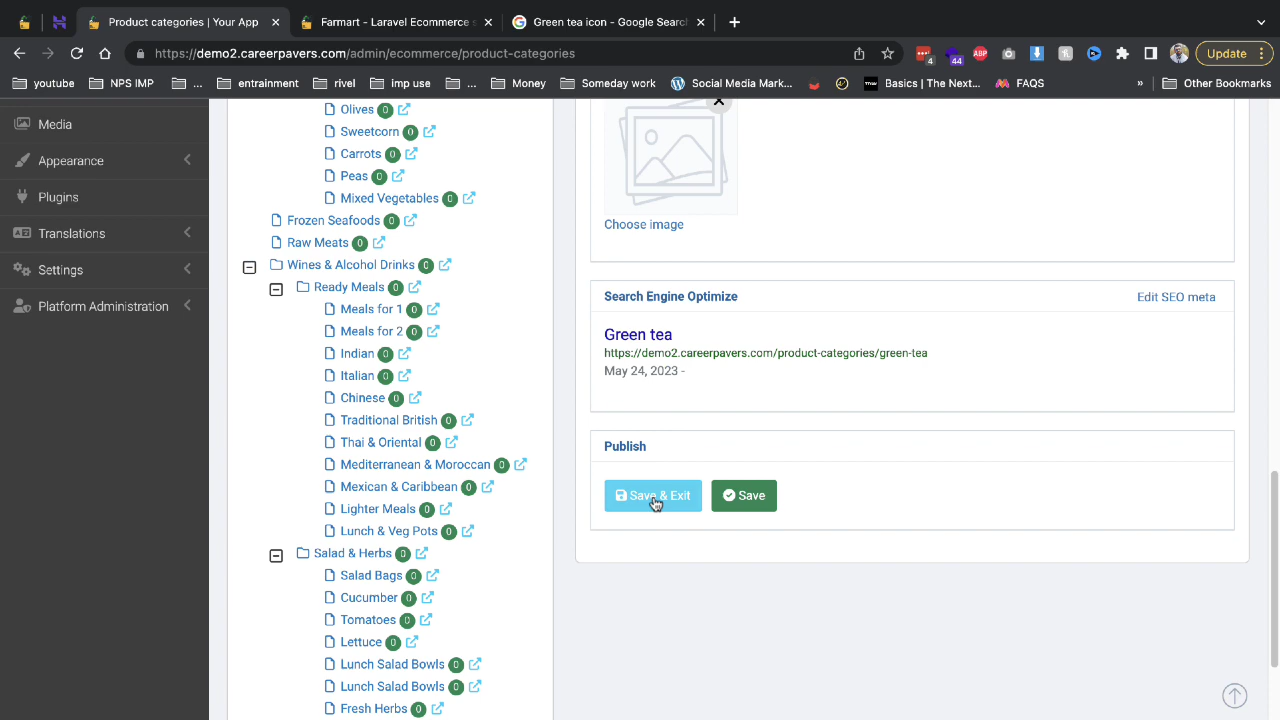 Product categories | Your App
Farmart - Laravel Ecommerce s
Green tea icon - Google Search
https://demo2.careerpavers.com/admin/ecommerce/product-categories
4
44
ABP
Update
youtube
NPS IMP
...
entrainment
rivel
imp use
...
Money
Someday work
Social Media Mark...
Basics | The Next...
FAQS
»
Other Bookmarks
Media
Appearance
Plugins
Translations
Settings
Platform Administration
Olives 0
Sweetcorn 0
Carrots 0
Peas 0
Mixed Vegetables 0
Frozen Seafoods 0
Raw Meats 0
Wines & Alcohol Drinks 0
Ready Meals 0
Meals for 1 0
Meals for 2 0
Indian 0
Italian 0
Chinese 0
Traditional British 0
Thai & Oriental 0
Mediterranean & Moroccan 0
Mexican & Caribbean 0
Lighter Meals 0
Lunch & Veg Pots 0
Salad & Herbs 0
Salad Bags 0
Cucumber 0
Tomatoes 0
Lettuce 0
Lunch Salad Bowls 0
Lunch Salad Bowls 0
Fresh Herbs 0
Choose image
Search Engine Optimize
Edit SEO meta
Green tea
https://demo2.careerpavers.com/product-categories/green-tea
May 24, 2023 -
Publish
Save & Exit
Save